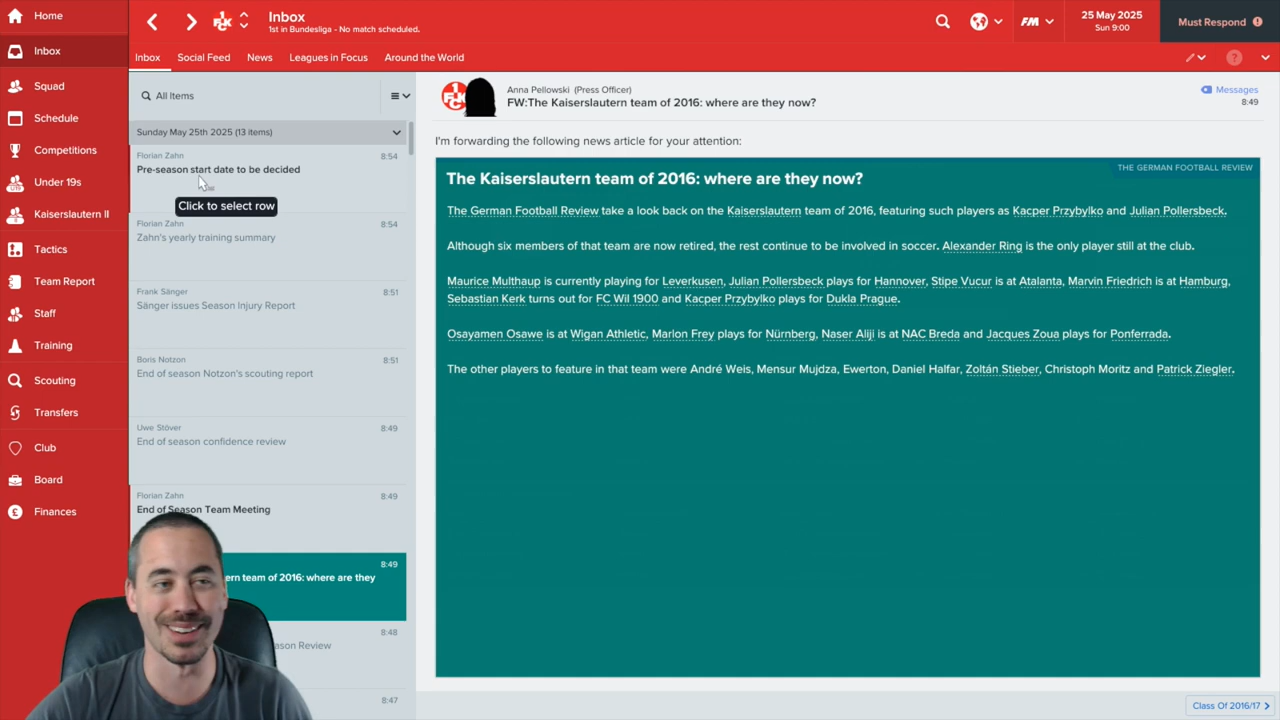 Home
Inbox
Squad
Schedule
Competitions
Under 19s
Kaiserslautern II
Tactics
Team Report
Staff
Training
Scouting
Transfers
Club
Board
Finances
Inbox
1st in Bundesliga - No match scheduled.
FM
25 May 2025
Sun 9:00
Must Respond
Inbox
Social Feed
News
Leagues in Focus
Around the World
All Items
Sunday May 25th 2025 (13 items)
Florian Zahn 8:54
Pre-season start date to be decided
Click to select row
Florian Zahn 8:54
Zahn's yearly training summary
Frank Sänger 8:51
Sänger issues Season Injury Report
Boris Notzon 8:51
End of season Notzon's scouting report
Uwe Stöver 8:49
End of season confidence review
Florian Zahn 8:49
End of Season Team Meeting
8:49
ern team of 2016: where are they
8:48
ason Review
8:47
Anna Pellowski (Press Officer)
FW:The Kaiserslautern team of 2016: where are they now?
Messages
8:49
I'm forwarding the following news article for your attention:
THE GERMAN FOOTBALL REVIEW
The Kaiserslautern team of 2016: where are they now?
The German Football Review take a look back on the Kaiserslautern team of 2016, featuring such players as Kacper Przybylko and Julian Pollersbeck.
Although six members of that team are now retired, the rest continue to be involved in soccer. Alexander Ring is the only player still at the club.
Maurice Multhaup is currently playing for Leverkusen, Julian Pollersbeck plays for Hannover, Stipe Vucur is at Atalanta, Marvin Friedrich is at Hamburg,
Sebastian Kerk turns out for FC Wil 1900 and Kacper Przybylko plays for Dukla Prague.
Osayamen Osawe is at Wigan Athletic, Marlon Frey plays for Nürnberg, Naser Aliji is at NAC Breda and Jacques Zoua plays for Ponferrada.
The other players to feature in that team were André Weis, Mensur Mujdza, Ewerton, Daniel Halfar, Zoltán Stieber, Christoph Moritz and Patrick Ziegler.
Class Of 2016/17